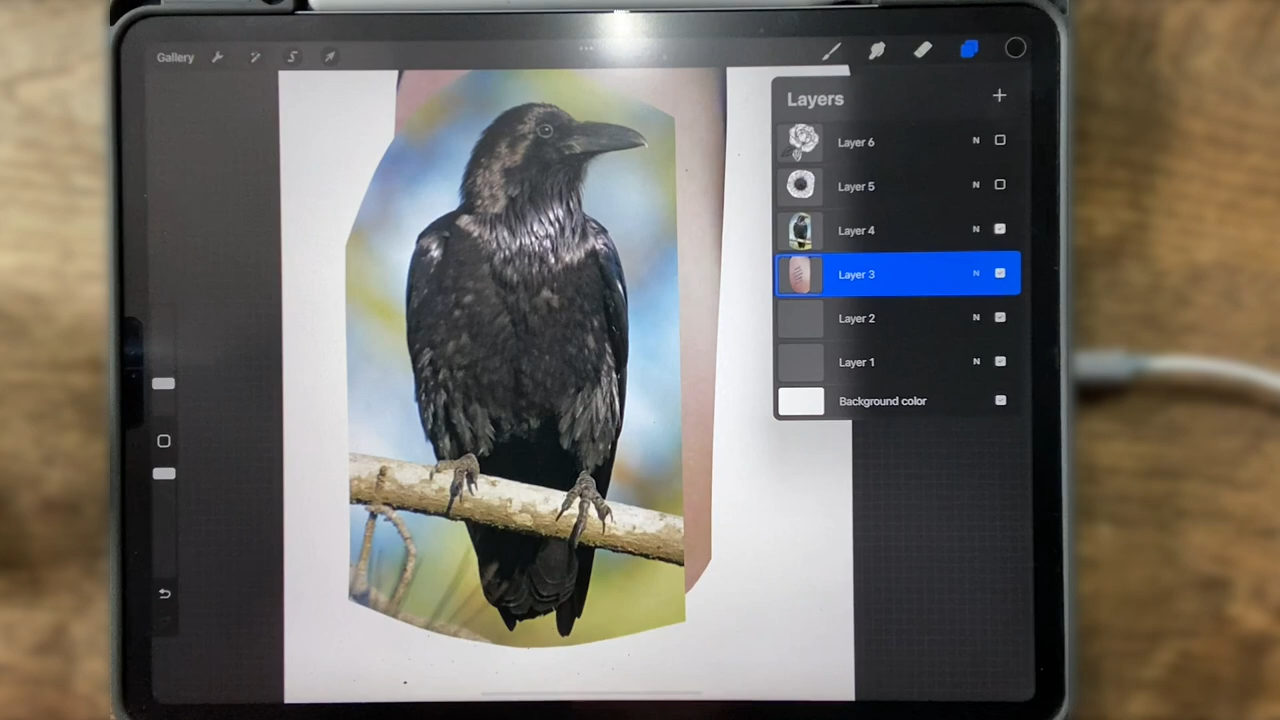 Gallery
Layers
Layer 6 N
Layer 5 N
Layer 4 N
Layer 3 N
Layer 2 N
Layer 1 N
Background color